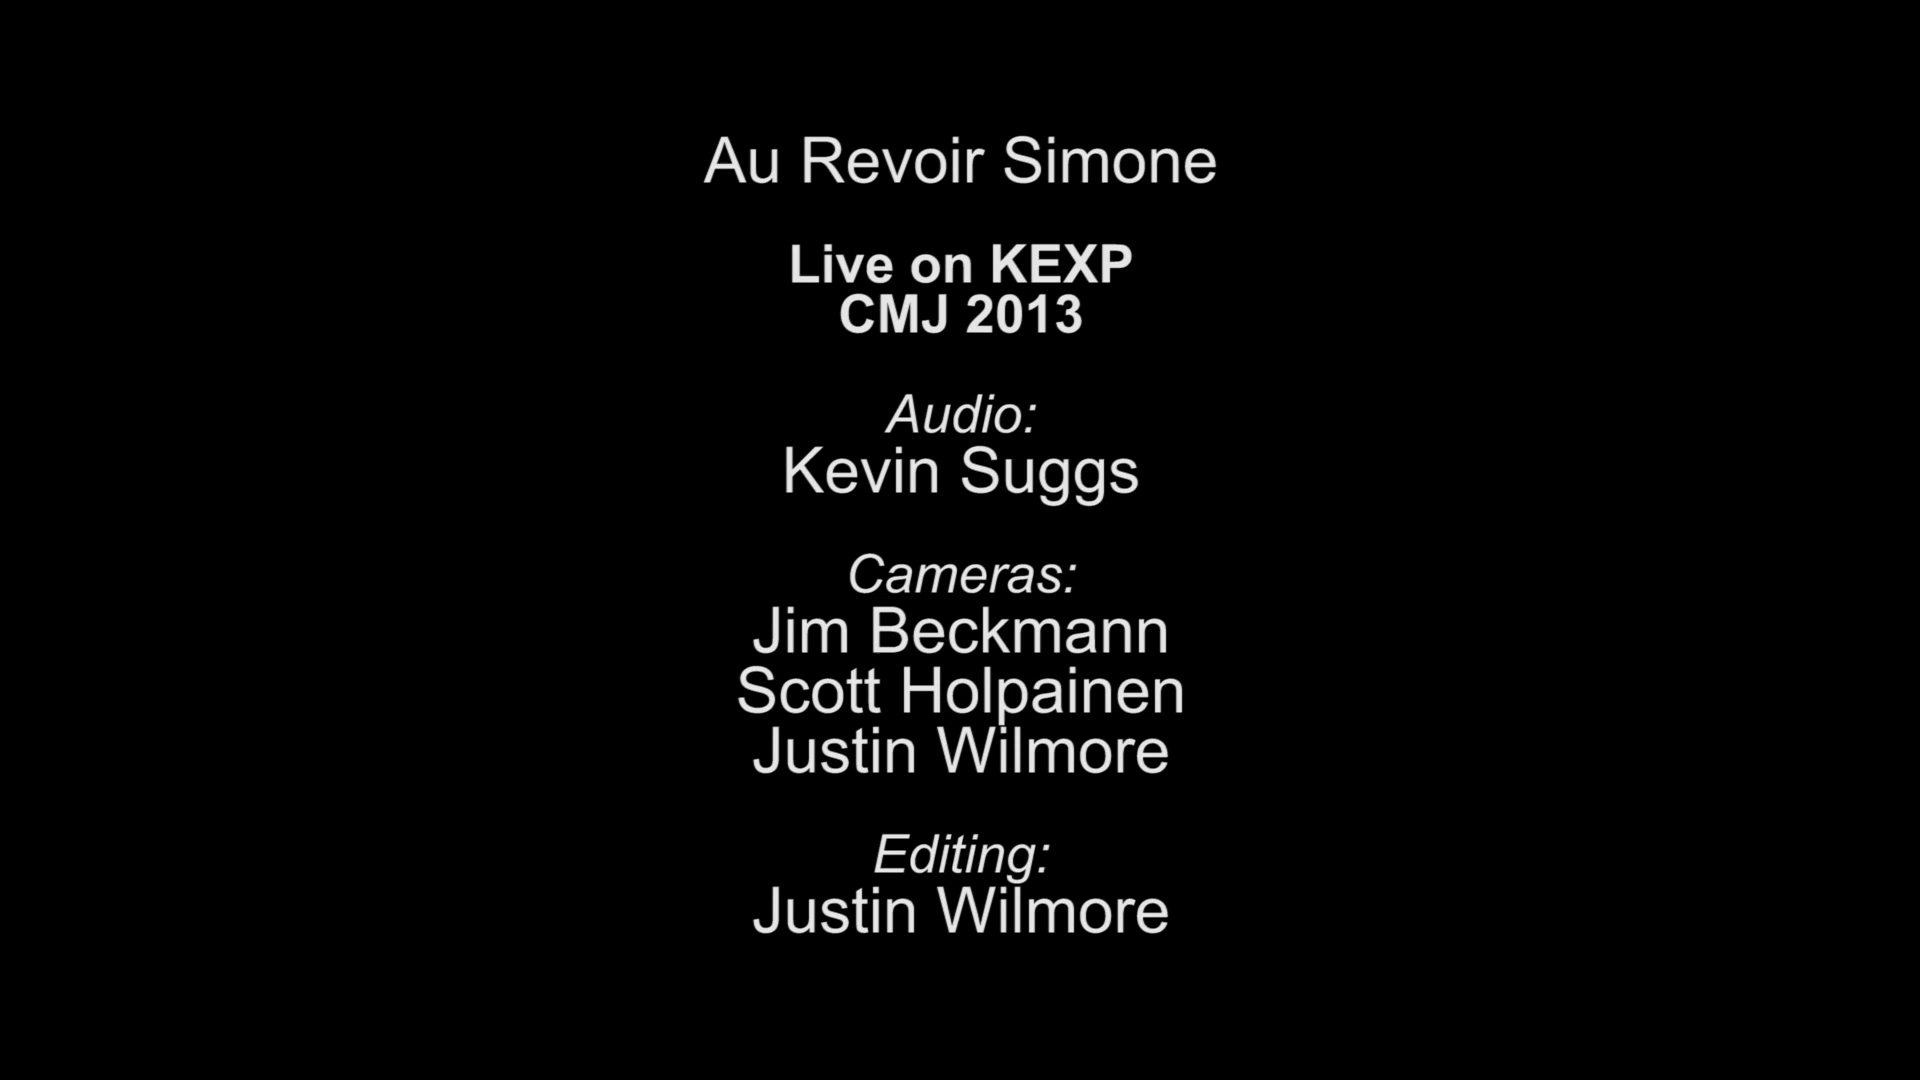 Au Revoir Simone
Live on KEXP
CMJ 2013
Audio:
Kevin Suggs
Cameras:
Jim Beckmann
Scott Holpainen
Justin Wilmore
Editing:
Justin Wilmore